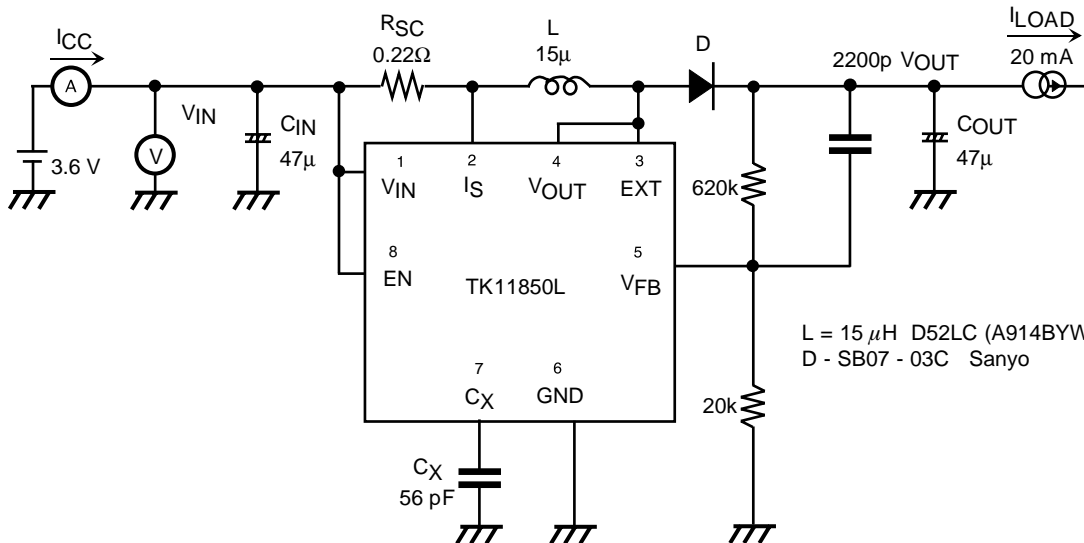 ICC
A
VIN
V
3.6 V
CIN
47µ
RSC
0.22Ω
L
15µ
D
2200p VOUT
ILOAD
20 mA
COUT
47µ
1
VIN
2
IS
4
VOUT
3
EXT
620k
8
EN
5
VFB
TK11850L
L = 15 µH D52LC (A914BYW
D - SB07 - 03C Sanyo
7
CX
6
GND
20k
CX
56 pF